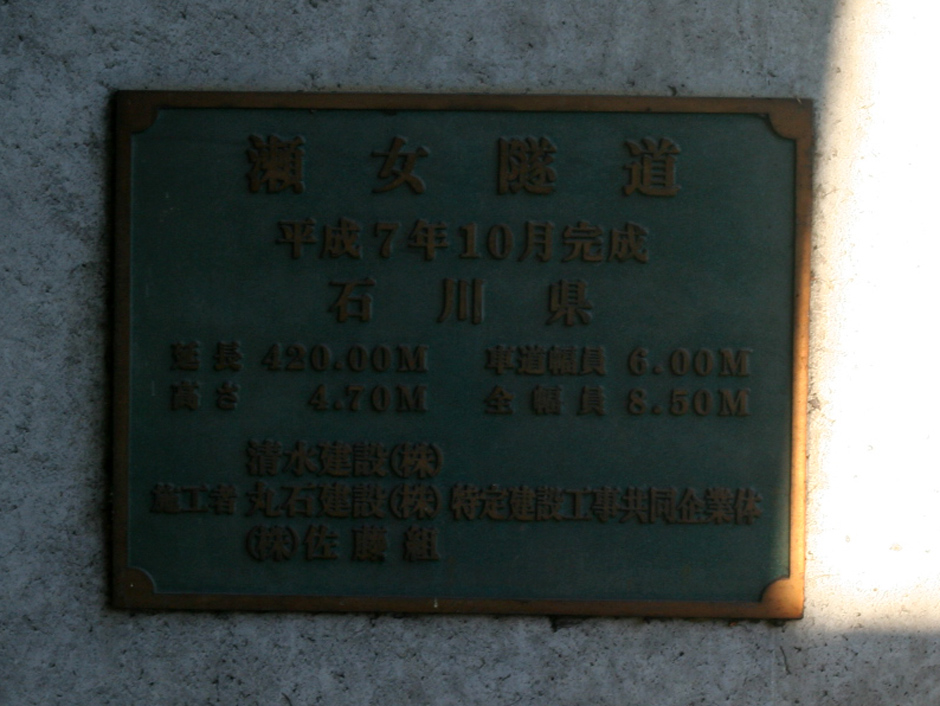 瀬女隧道
平成7年10月完成
石川県
延長 420.00M 車道幅員 6.00M
高さ 4.70M 全幅員 8.50M
清水建設(株)
施工者 丸石建設(株) 特定建設工事共同企業体
(株)佐藤組